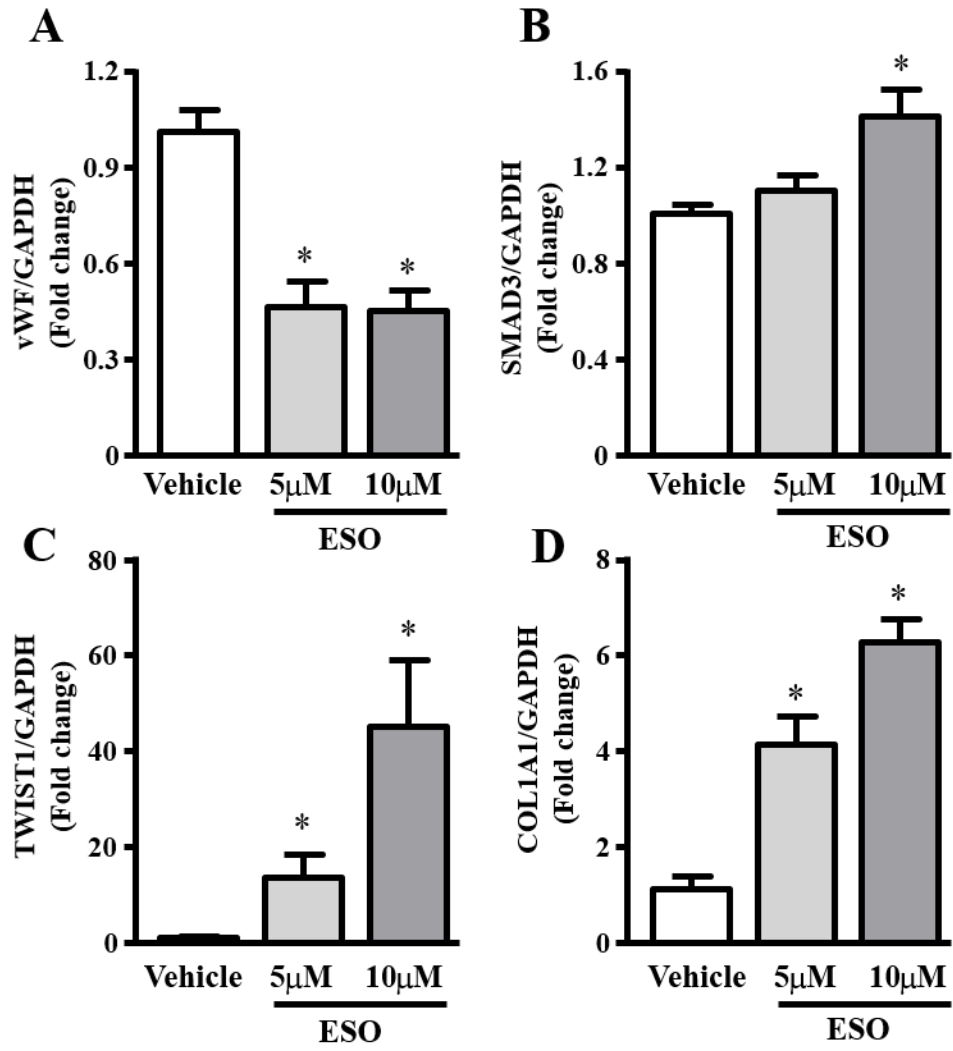 A
vWF/GAPDH
(Fold change)
1.2
0.9
0.6
0.3
0
* *
Vehicle 5μM 10μM
ESO
B
SMAD3/GAPDH
(Fold change)
1.6
1.2
0.8
0.4
0
*
Vehicle 5μM 10μM
ESO
C
TWIST1/GAPDH
(Fold change)
80
60
40
20
0
* *
Vehicle 5μM 10μM
ESO
D
COL1A1/GAPDH
(Fold change)
8
6
4
2
0
* *
Vehicle 5μM 10μM
ESO